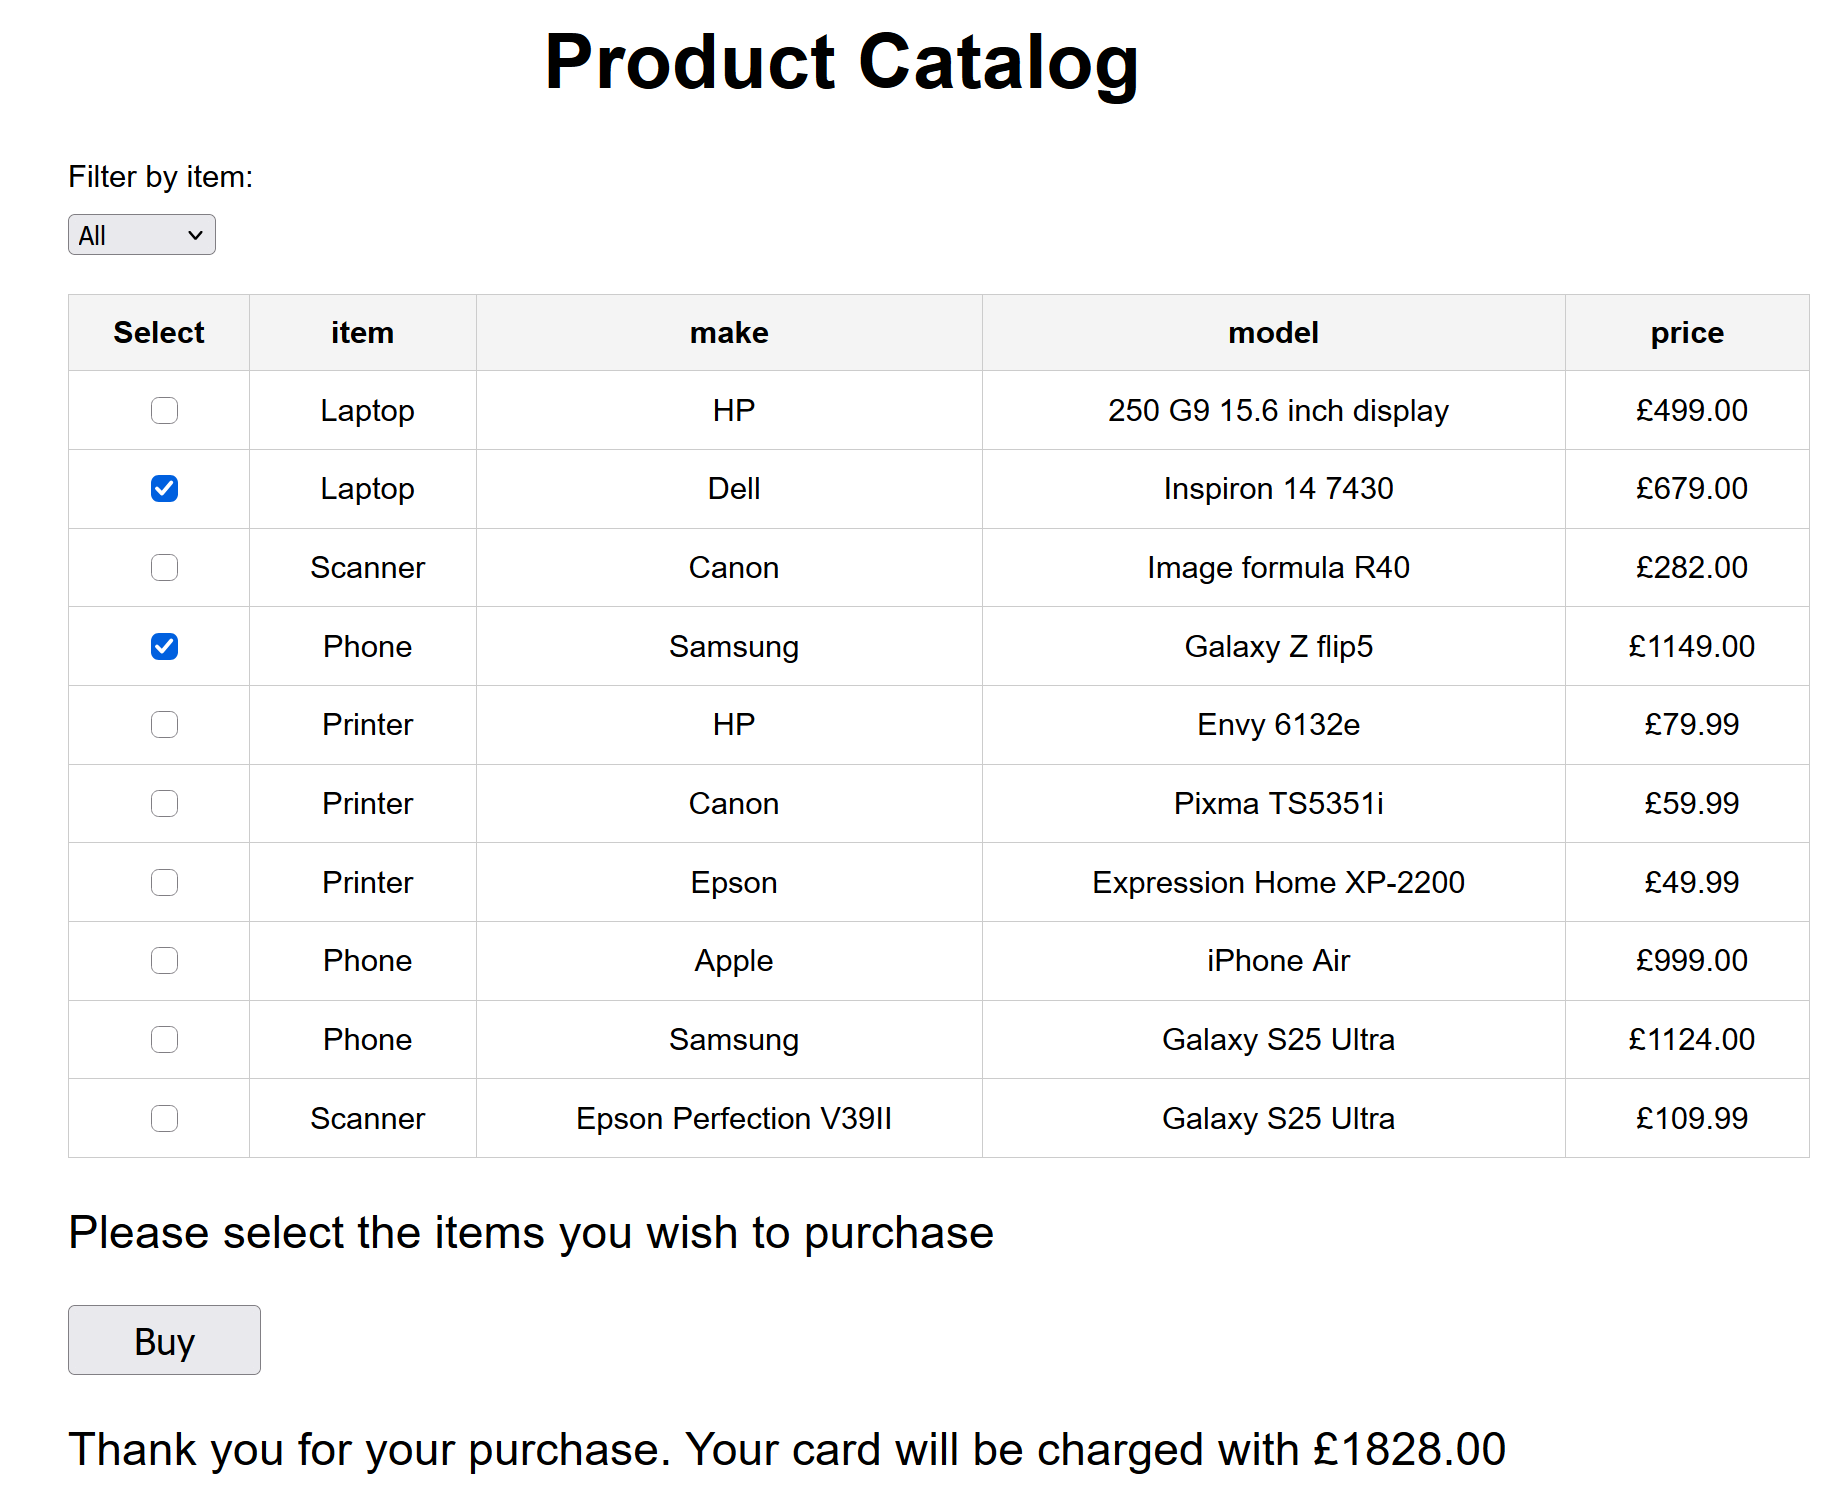 Product Catalog
Filter by item:
All
Select item make model price
Laptop HP 250 G9 15.6 inch display £499.00
Laptop Dell Inspiron 14 7430 £679.00
Scanner Canon Image formula R40 £282.00
Phone Samsung Galaxy Z flip5 £1149.00
Printer HP Envy 6132e £79.99
Printer Canon Pixma TS5351i £59.99
Printer Epson Expression Home XP-2200 £49.99
Phone Apple iPhone Air £999.00
Phone Samsung Galaxy S25 Ultra £1124.00
Scanner Epson Perfection V39II Galaxy S25 Ultra £109.99
Please select the items you wish to purchase
Buy
Thank you for your purchase. Your card will be charged with £1828.00